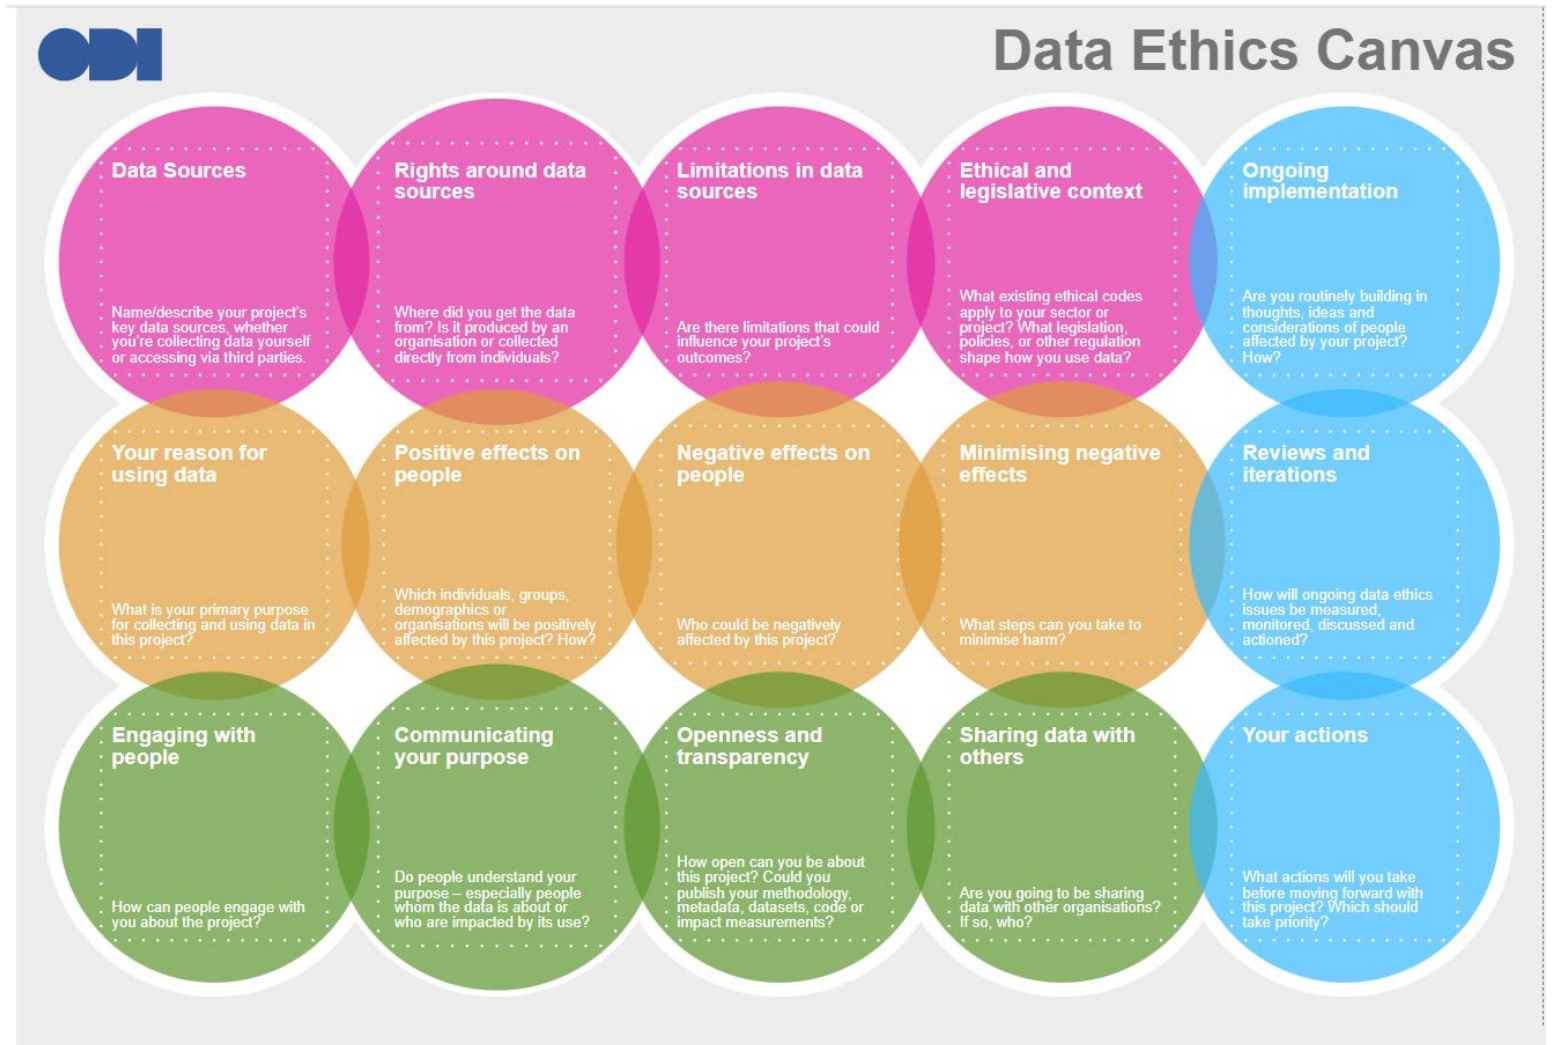 ODI
Data Ethics Canvas
Data Sources
Name/describe your project's
key data sources, whether
you're collecting data yourself
or accessing via third parties.
Rights around data
sources
Where did you get the data
from? Is it produced by an
organisation or collected
directly from individuals?
Limitations in data
sources
Are there limitations that could
influence your project's
outcomes?
Ethical and
legislative context
What existing ethical codes
apply to your sector or
project? What legislation,
policies, or other regulation
shape how you use data?
Ongoing
implementation
Are you routinely building in
thoughts, ideas and
considerations of people
affected by your project?
How?
Your reason for
using data
What is your primary purpose
for collecting and using data in
this project?
Positive effects on
people
Which individuals, groups,
demographics or
organisations will be positively
affected by this project? How?
Negative effects on
people
Who could be negatively
affected by this project?
Minimising negative
effects
What steps can you take to
minimise harm?
Reviews and
iterations
How will ongoing data ethics
issues be measured,
monitored, discussed and
actioned?
Engaging with
people
How can people engage with
you about the project?
Communicating
your purpose
Do people understand your
purpose – especially people
whom the data is about or
who are impacted by its use?
Openness and
transparency
How open can you be about
this project? Could you
publish your methodology,
metadata, datasets, code or
impact measurements?
Sharing data with
others
Are you going to be sharing
data with other organisations?
If so, who?
Your actions
What actions will you take
before moving forward with
this project? Which should
take priority?